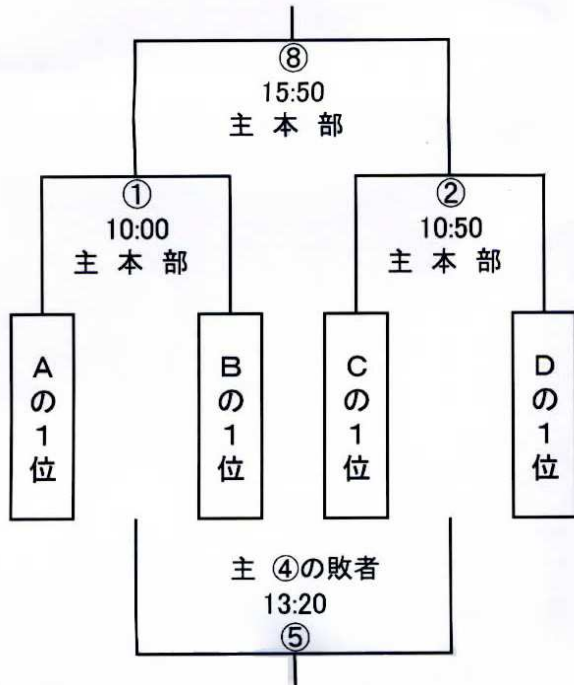 ⑧
15:50
主 本 部
①
10:00
主 本 部
②
10:50
主 本 部
Aの1位
Bの1位
Cの1位
Dの1位
主 ④の敗者
13:20
⑤